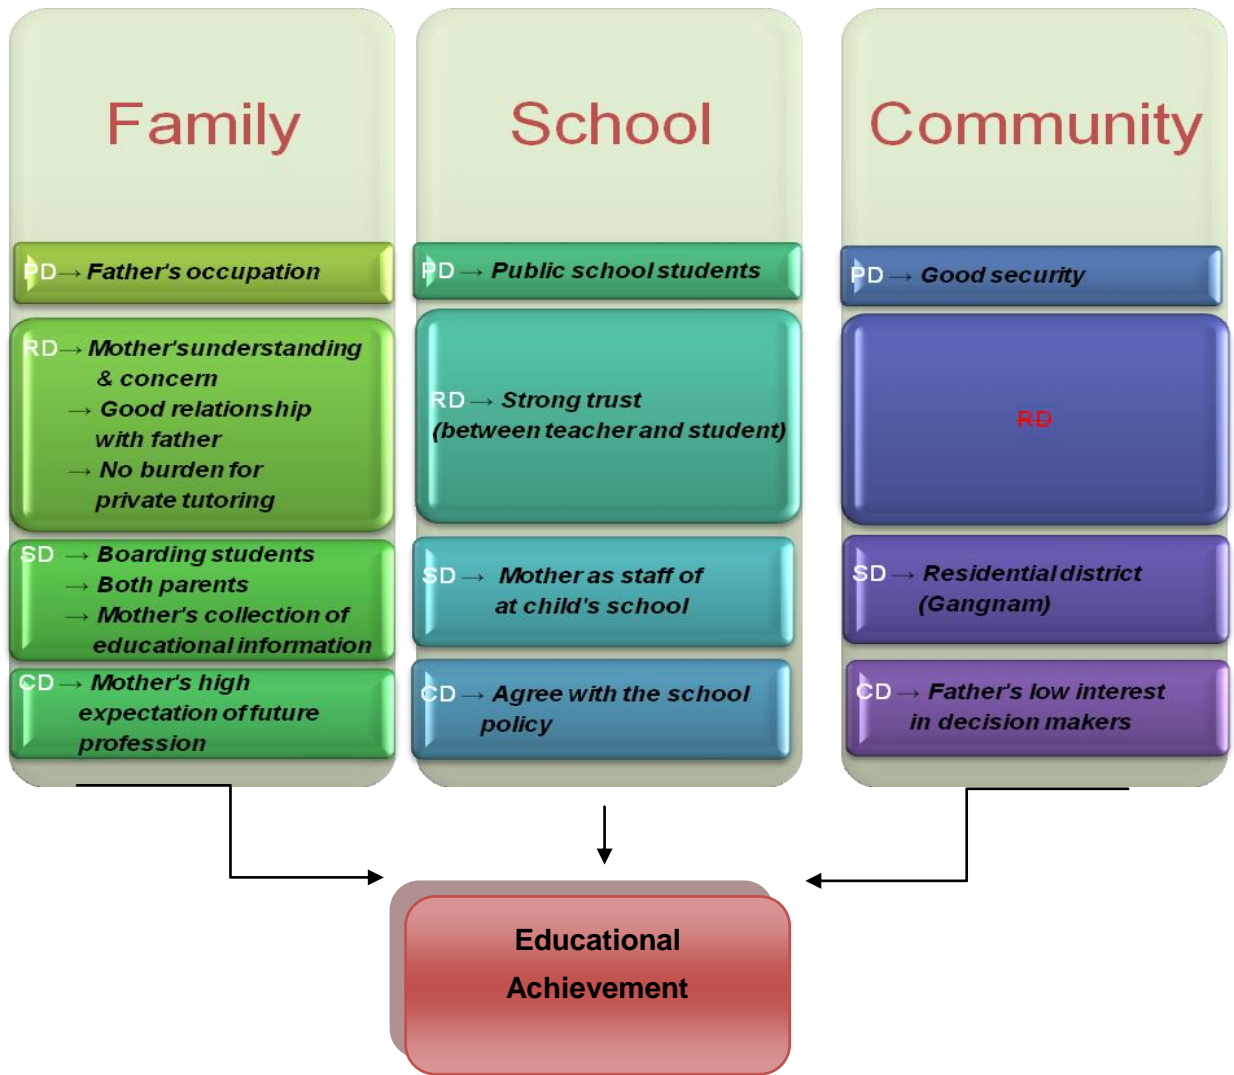 Family
PD → Father's occupation
RD → Mother'sunderstanding
& concern
→ Good relationship
with father
→ No burden for
private tutoring
SD → Boarding students
→ Both parents
→ Mother's collection of
educational information
CD → Mother's high
expectation of future
profession
School
PD → Public school students
RD → Strong trust
(between teacher and student)
SD → Mother as staff of
at child's school
CD → Agree with the school
policy
Community
PD → Good security
RD
SD → Residential district
(Gangnam)
CD → Father's low interest
in decision makers
Educational
Achievement